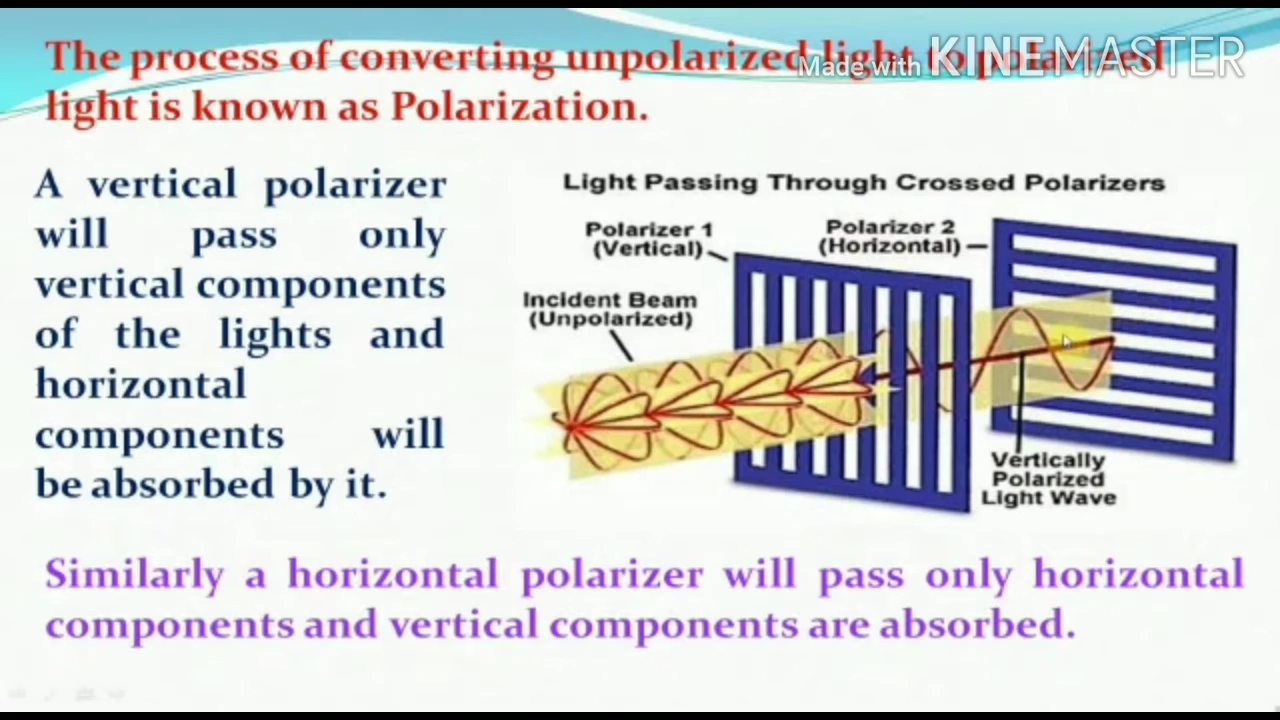 The process of converting unpolarized light to polarized
light is known as Polarization.
Made with KINEMASTER
A vertical polarizer
will pass only
vertical components
of the lights and
horizontal
components will
be absorbed by it.
Light Passing Through Crossed Polarizers
Polarizer 1
(Vertical)
Polarizer 2
(Horizontal)
Incident Beam
(Unpolarized)
Vertically
Polarized
Light Wave
Similarly a horizontal polarizer will pass only horizontal
components and vertical components are absorbed.